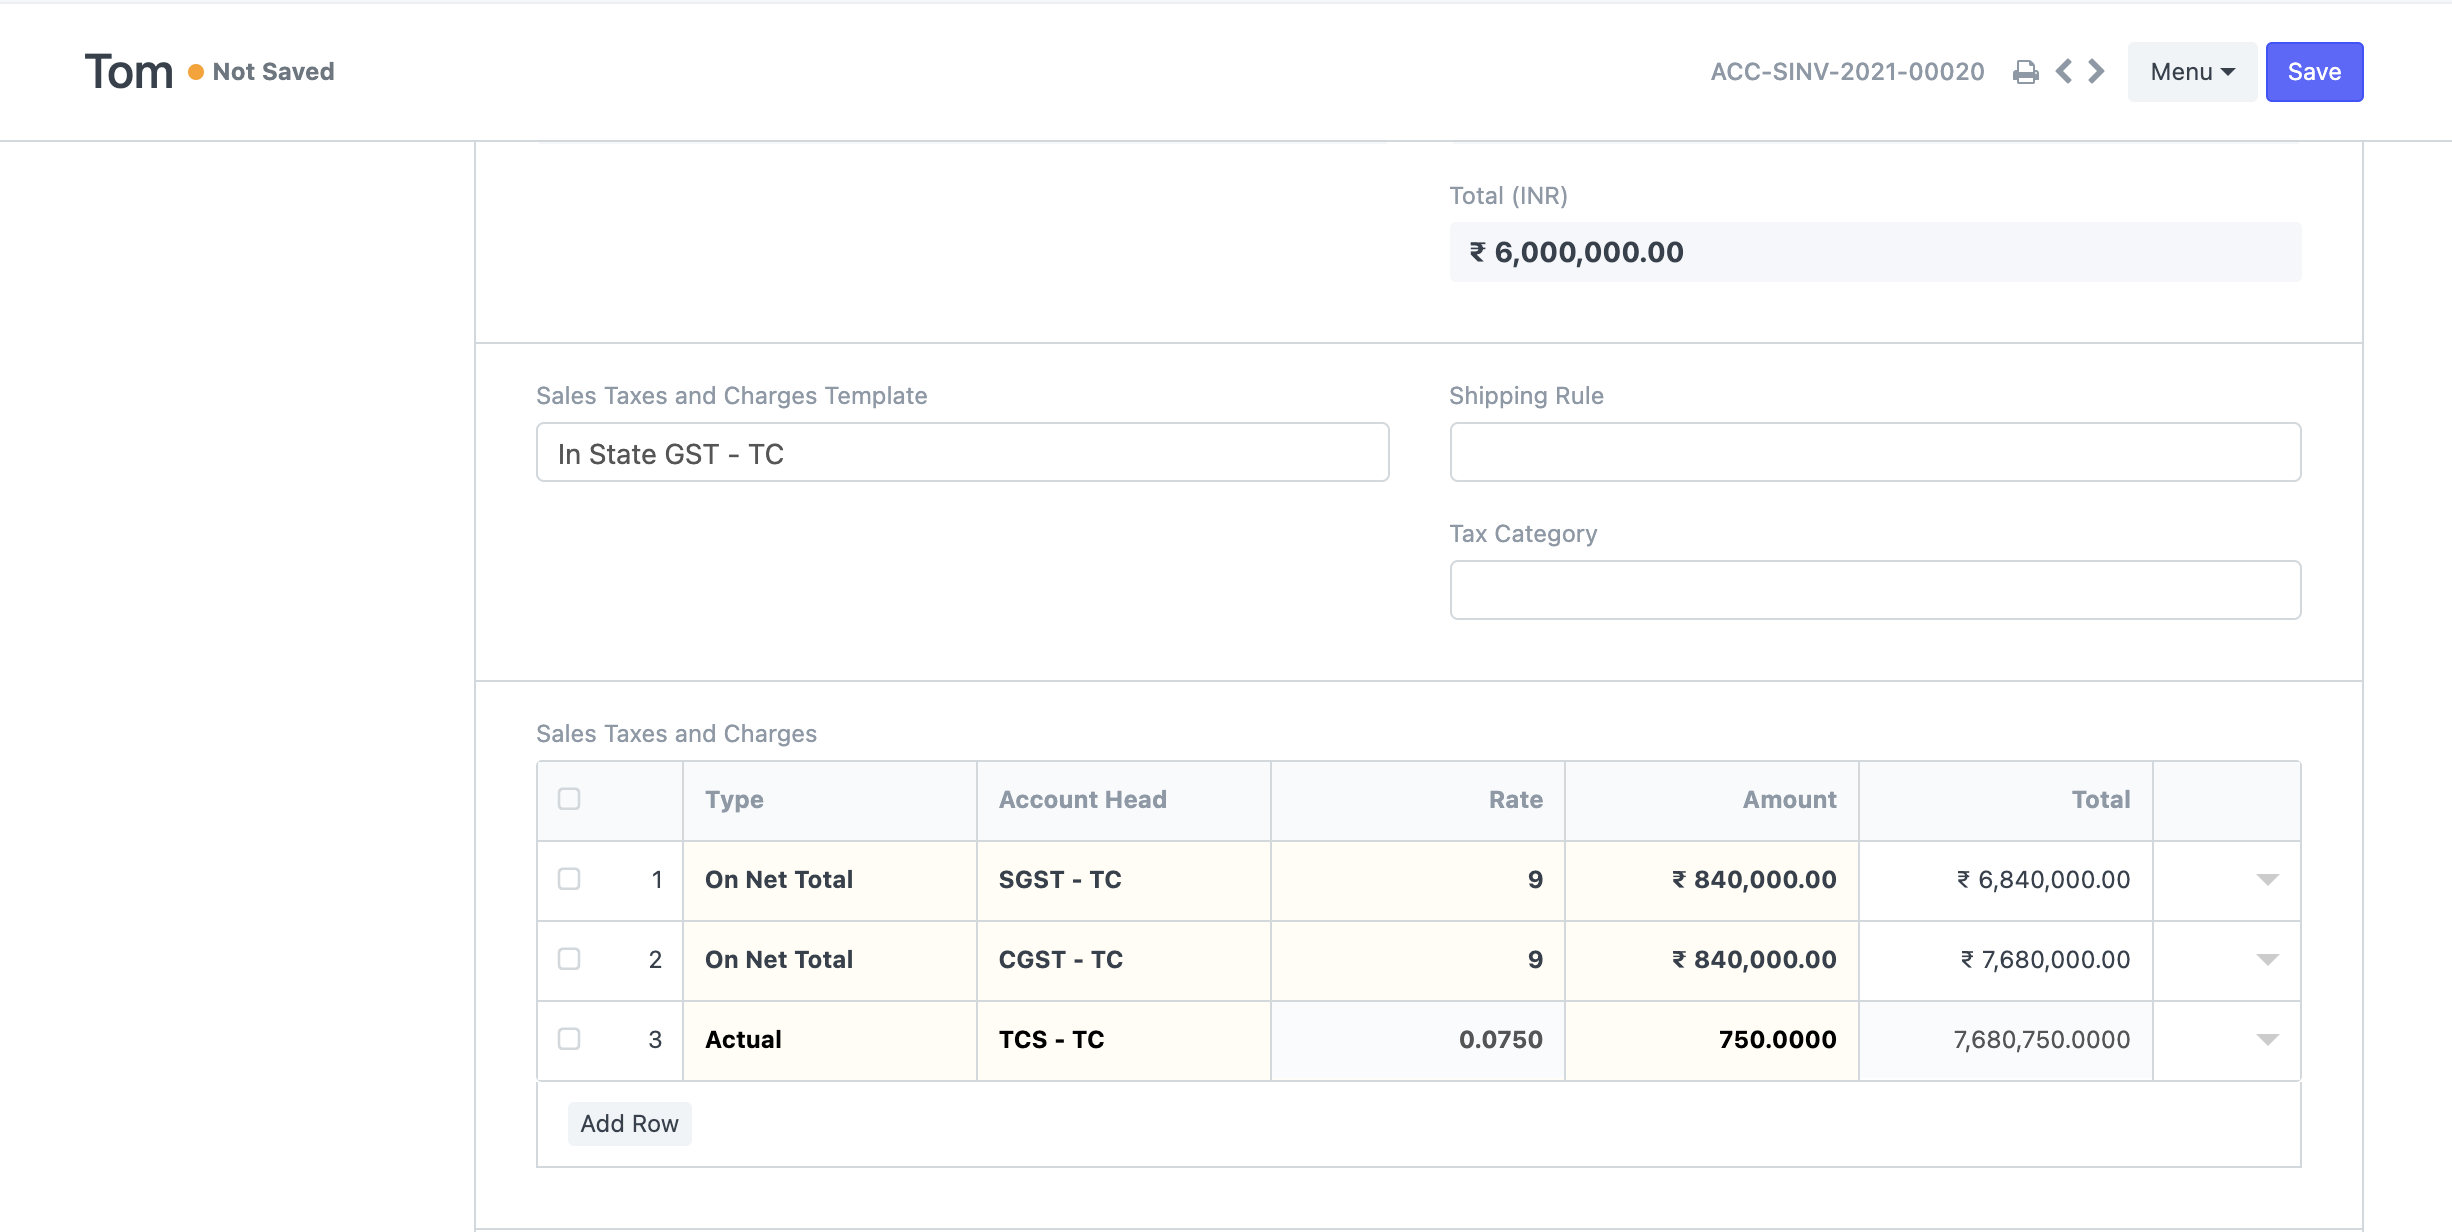 Tom Not Saved ACC-SINV-2021-00020 Menu Save
Total (INR)
₹ 6,000,000.00
Sales Taxes and Charges Template
In State GST - TC
Shipping Rule
Tax Category
Sales Taxes and Charges
Type Account Head Rate Amount Total
1 On Net Total SGST - TC 9 ₹ 840,000.00 ₹ 6,840,000.00
2 On Net Total CGST - TC 9 ₹ 840,000.00 ₹ 7,680,000.00
3 Actual TCS - TC 0.0750 750.0000 7,680,750.0000
Add Row